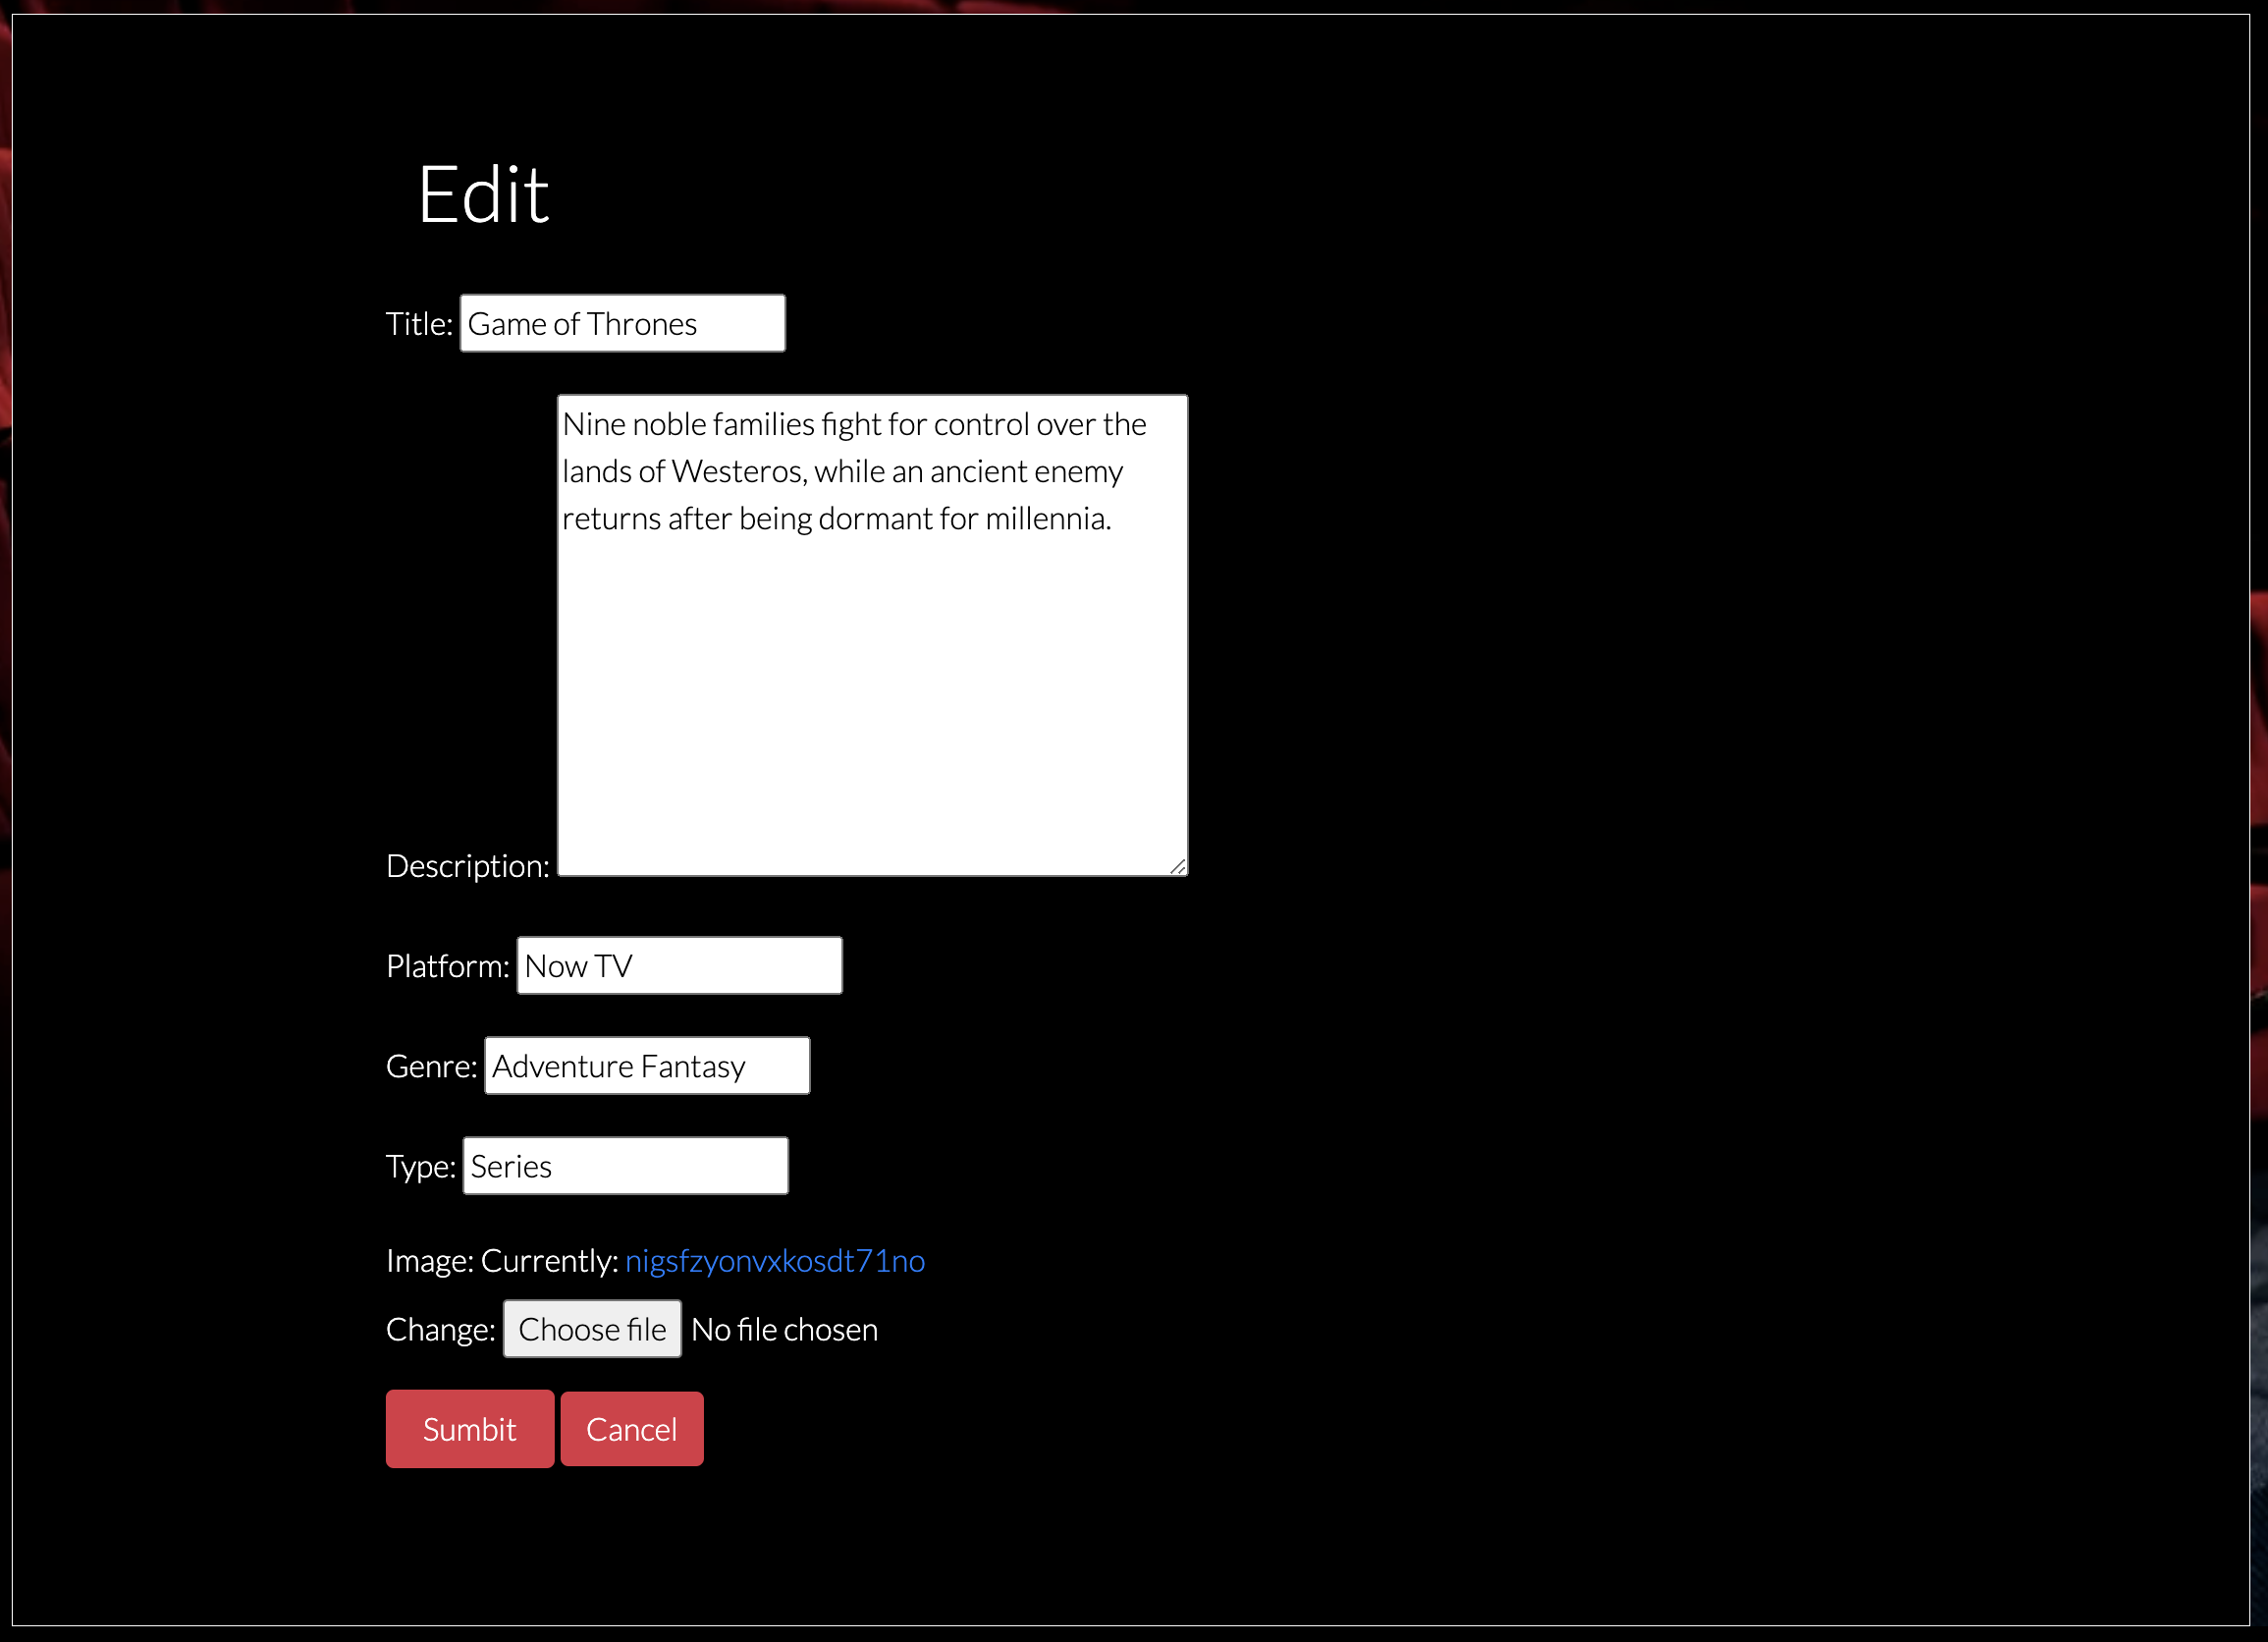 Edit
Title: Game of Thrones
Nine noble families fight for control over the
lands of Westeros, while an ancient enemy
returns after being dormant for millennia.
Description:
Platform: Now TV
Genre: Adventure Fantasy
Type: Series
Image: Currently: nigsfzyonvxkosdt71no
Change: Choose file No file chosen
Sumbit Cancel